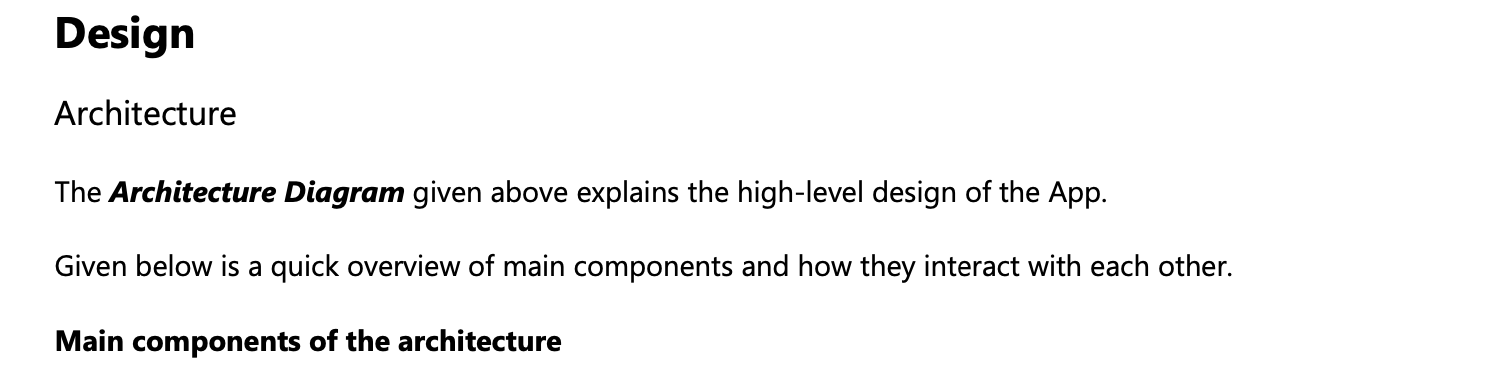 Design
Architecture
The Architecture Diagram given above explains the high-level design of the App.
Given below is a quick overview of main components and how they interact with each other.
Main components of the architecture